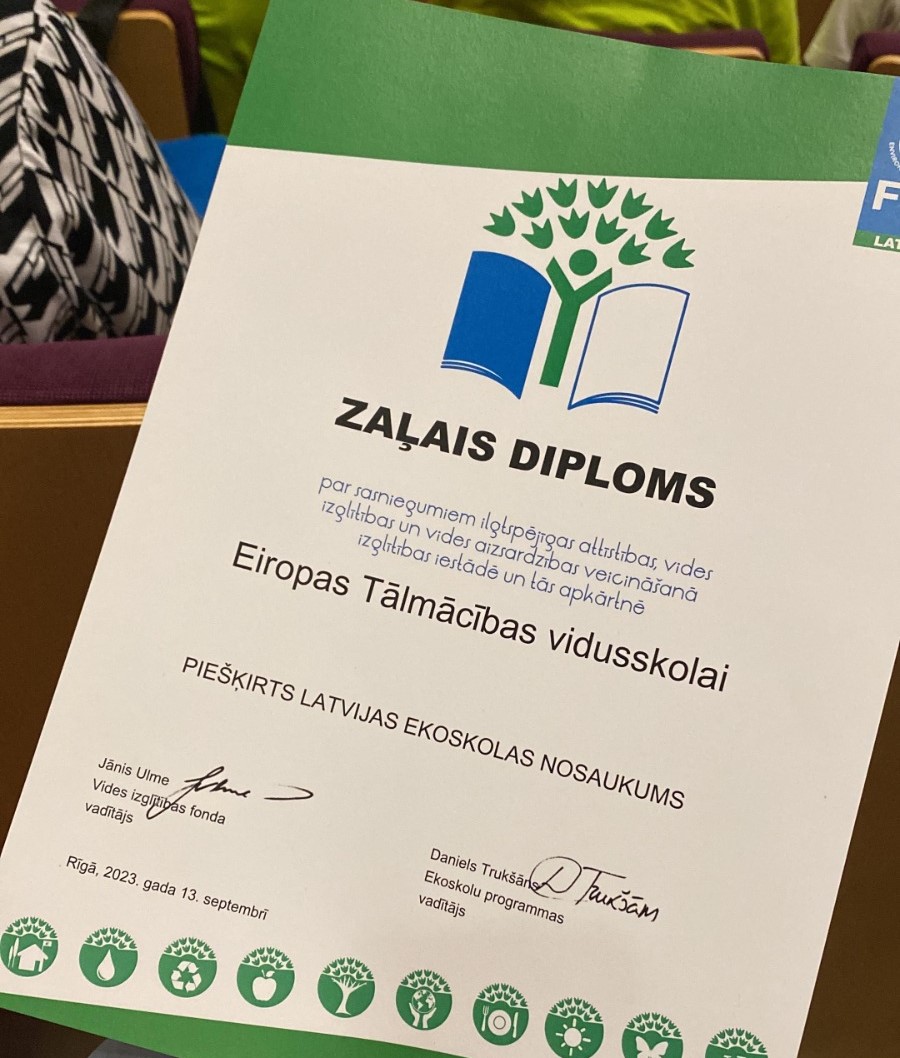 ZAĻAIS DIPLOMS
par sasniegumiem ilgtspējīgas attīstības, vides
izglītības un vides aizsardzības veicināšanā
izglītības iestādē un tās apkārtnē
Eiropas Tālmācības vidusskolai
PIEŠĶIRTS LATVIJAS EKOSKOLAS NOSAUKUMS
Jānis Ulme
Vides izglītības fonda
vadītājs
Daniels Trukšāns
Ekoskolu programmas
vadītājs
Rīgā, 2023. gada 13. septembrī